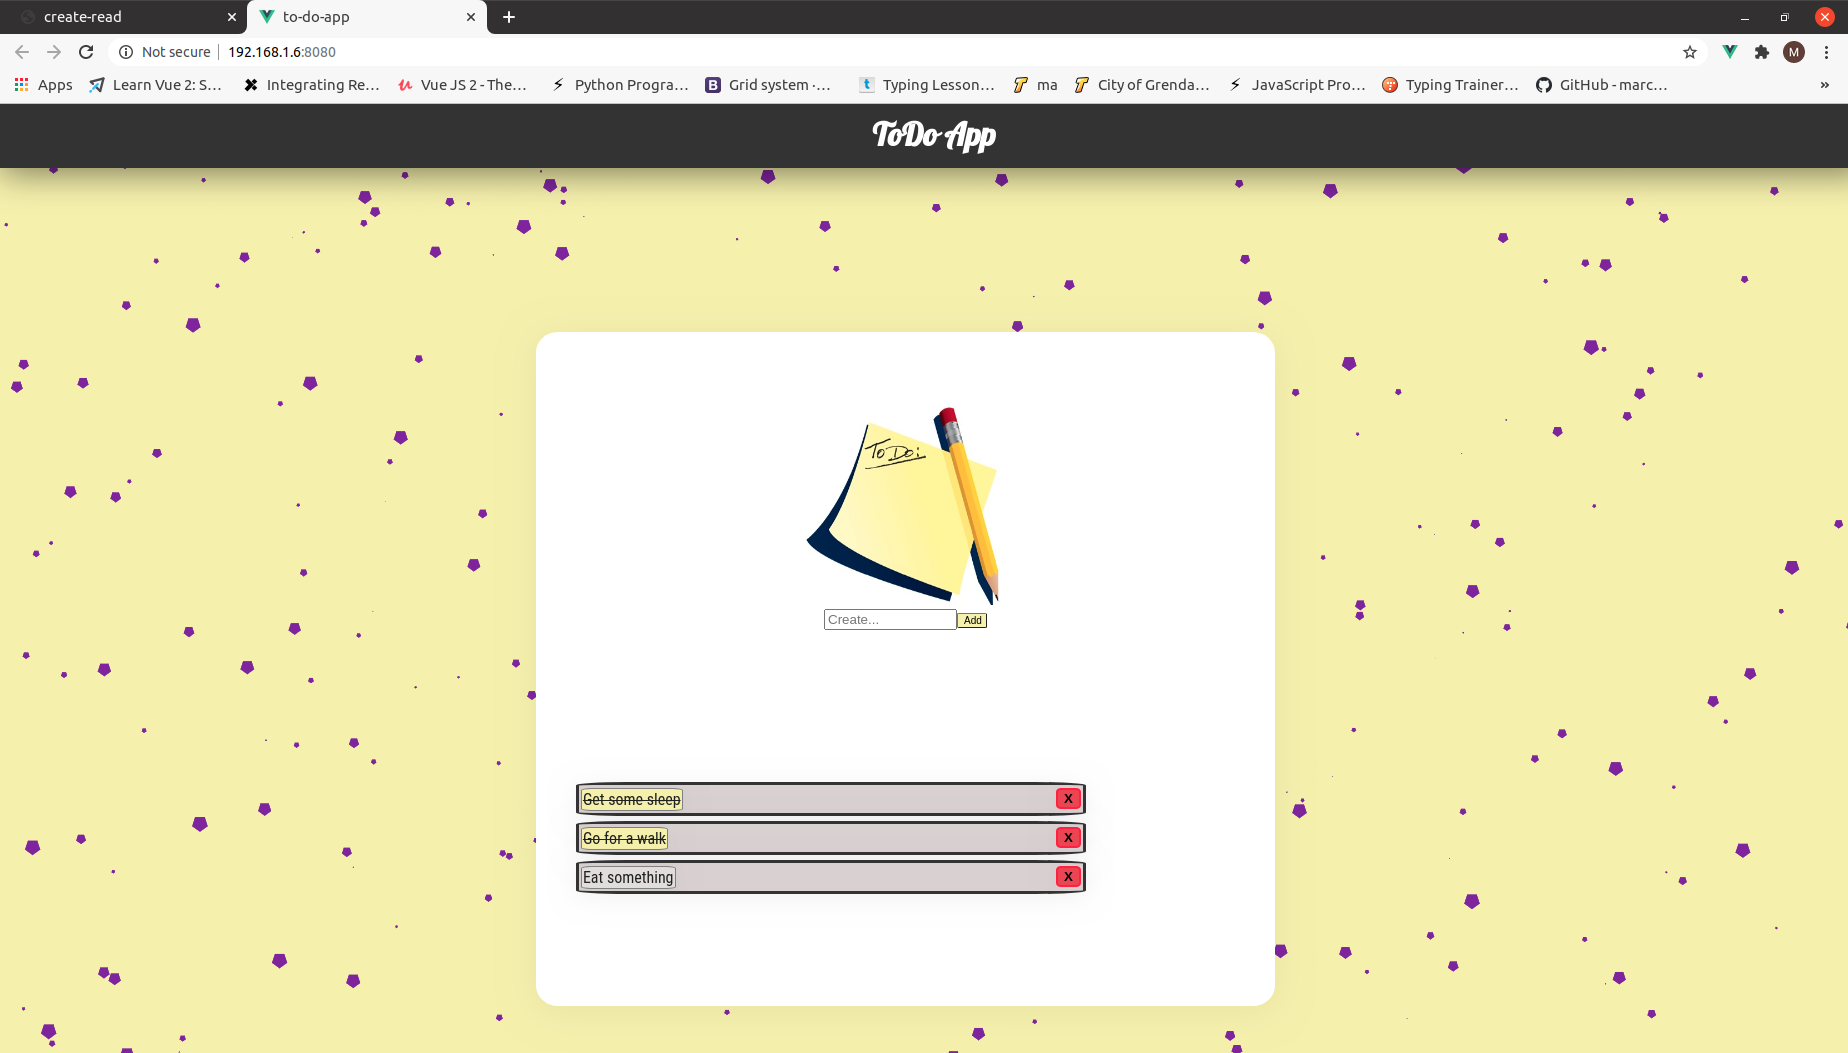 create-read
to-do-app
Not secure
192.168.1.6:8080
M
Apps
Learn Vue 2: S...
Integrating Re...
Vue JS 2 - The...
Python Progra...
B
Grid system ·...
t
Typing Lesson...
ma
City of Grenda...
JavaScript Pro...
Typing Trainer...
GitHub - marc...
»
ToDo App
To Do:
Create...
Add
Get some sleep
X
Go for a walk
X
Eat something
X